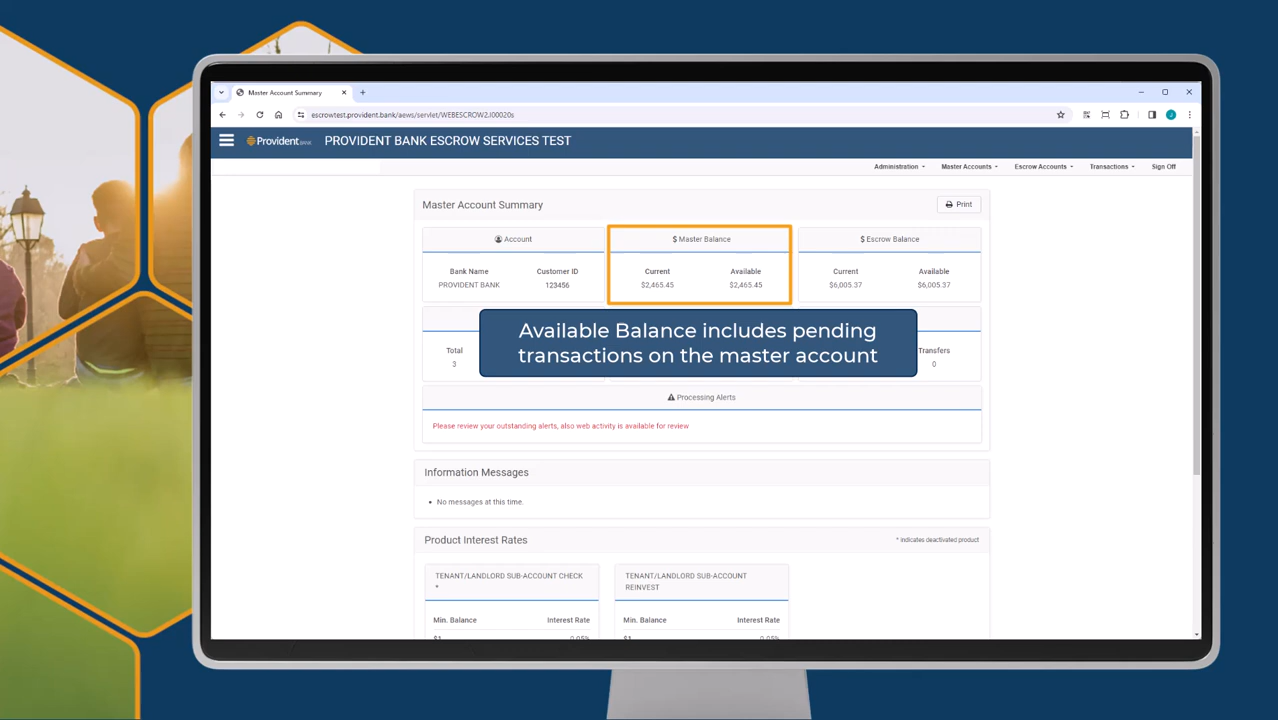 Master Account Summary
escrowtest.provident.bank/aews/servlet/WEBESCROW2.I00020s
J
Provident BANK
PROVIDENT BANK ESCROW SERVICES TEST
Administration
Master Accounts
Escrow Accounts
Transactions
Sign Off
Master Account Summary
Print
Account
$ Master Balance
$ Escrow Balance
Bank Name
Customer ID
Current
Available
Current
Available
PROVIDENT BANK
123456
$2,465.45
$2,465.45
$6,005.37
$6,005.37
Available Balance includes pending
transactions on the master account
Total
Transfers
3
0
Processing Alerts
Please review your outstanding alerts, also web activity is available for review
Information Messages
• No messages at this time.
Product Interest Rates
* indicates deactivated product
TENANT/LANDLORD SUB-ACCOUNT CHECK
*
TENANT/LANDLORD SUB-ACCOUNT
REINVEST
Min. Balance
Interest Rate
Min. Balance
Interest Rate
$1
0.05%
$1
0.05%